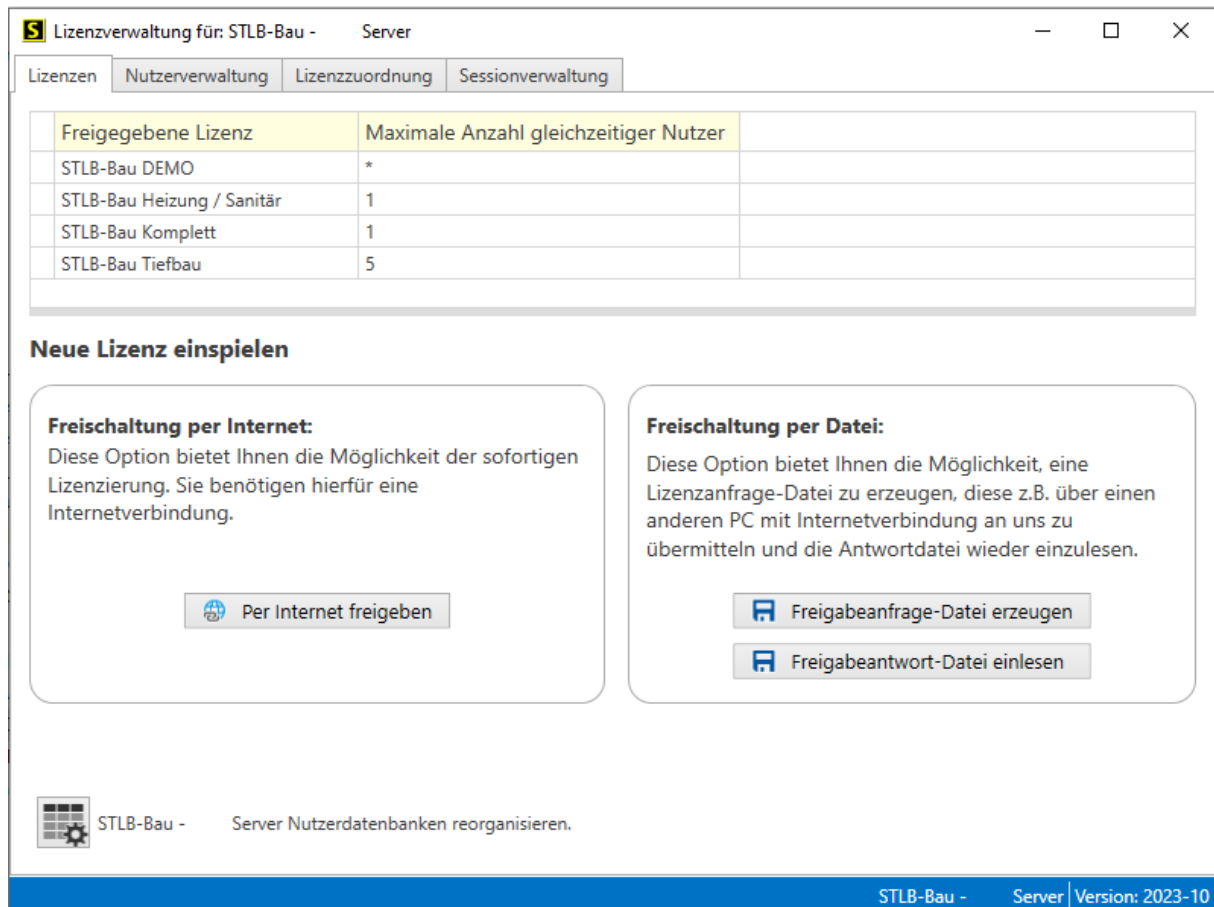 S Lizenzverwaltung für: STLB-Bau - Server
Lizenzen Nutzerverwaltung Lizenzzuordnung Sessionverwaltung
Freigegebene Lizenz Maximale Anzahl gleichzeitiger Nutzer
STLB-Bau DEMO *
STLB-Bau Heizung / Sanitär 1
STLB-Bau Komplett 1
STLB-Bau Tiefbau 5
Neue Lizenz einspielen
Freischaltung per Internet:
Diese Option bietet Ihnen die Möglichkeit der sofortigen
Lizenzierung. Sie benötigen hierfür eine
Internetverbindung.
Per Internet freigeben
Freischaltung per Datei:
Diese Option bietet Ihnen die Möglichkeit, eine
Lizenzanfrage-Datei zu erzeugen, diese z.B. über einen
anderen PC mit Internetverbindung an uns zu
übermitteln und die Antwortdatei wieder einzulesen.
Freigabeanfrage-Datei erzeugen
Freigabeantwort-Datei einlesen
STLB-Bau - Server Nutzerdatenbanken reorganisieren.
STLB-Bau - Server Version: 2023-10